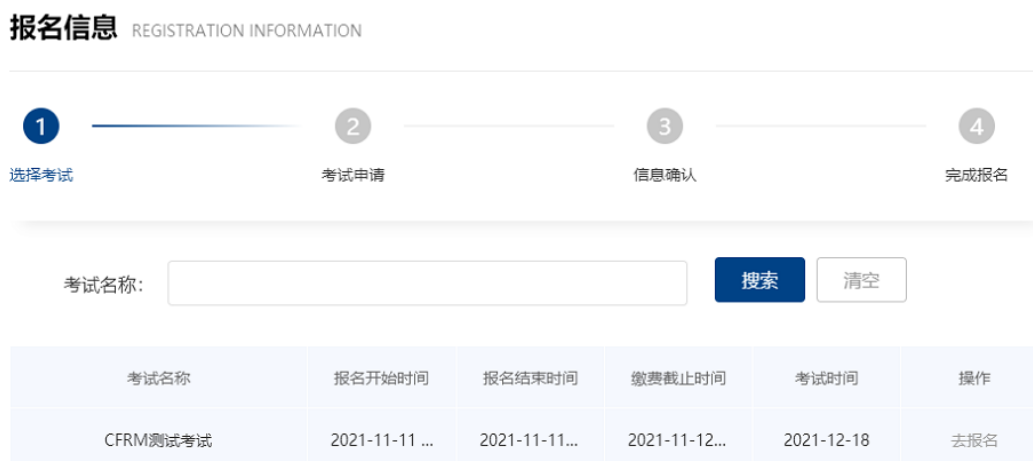 报名信息 REGISTRATION INFORMATION
1 2 3 4
选择考试 考试申请 信息确认 完成报名
考试名称: 搜索 清空
考试名称 报名开始时间 报名结束时间 缴费截止时间 考试时间 操作
CFRM测试考试 2021-11-11 ... 2021-11-11... 2021-11-12... 2021-12-18 去报名